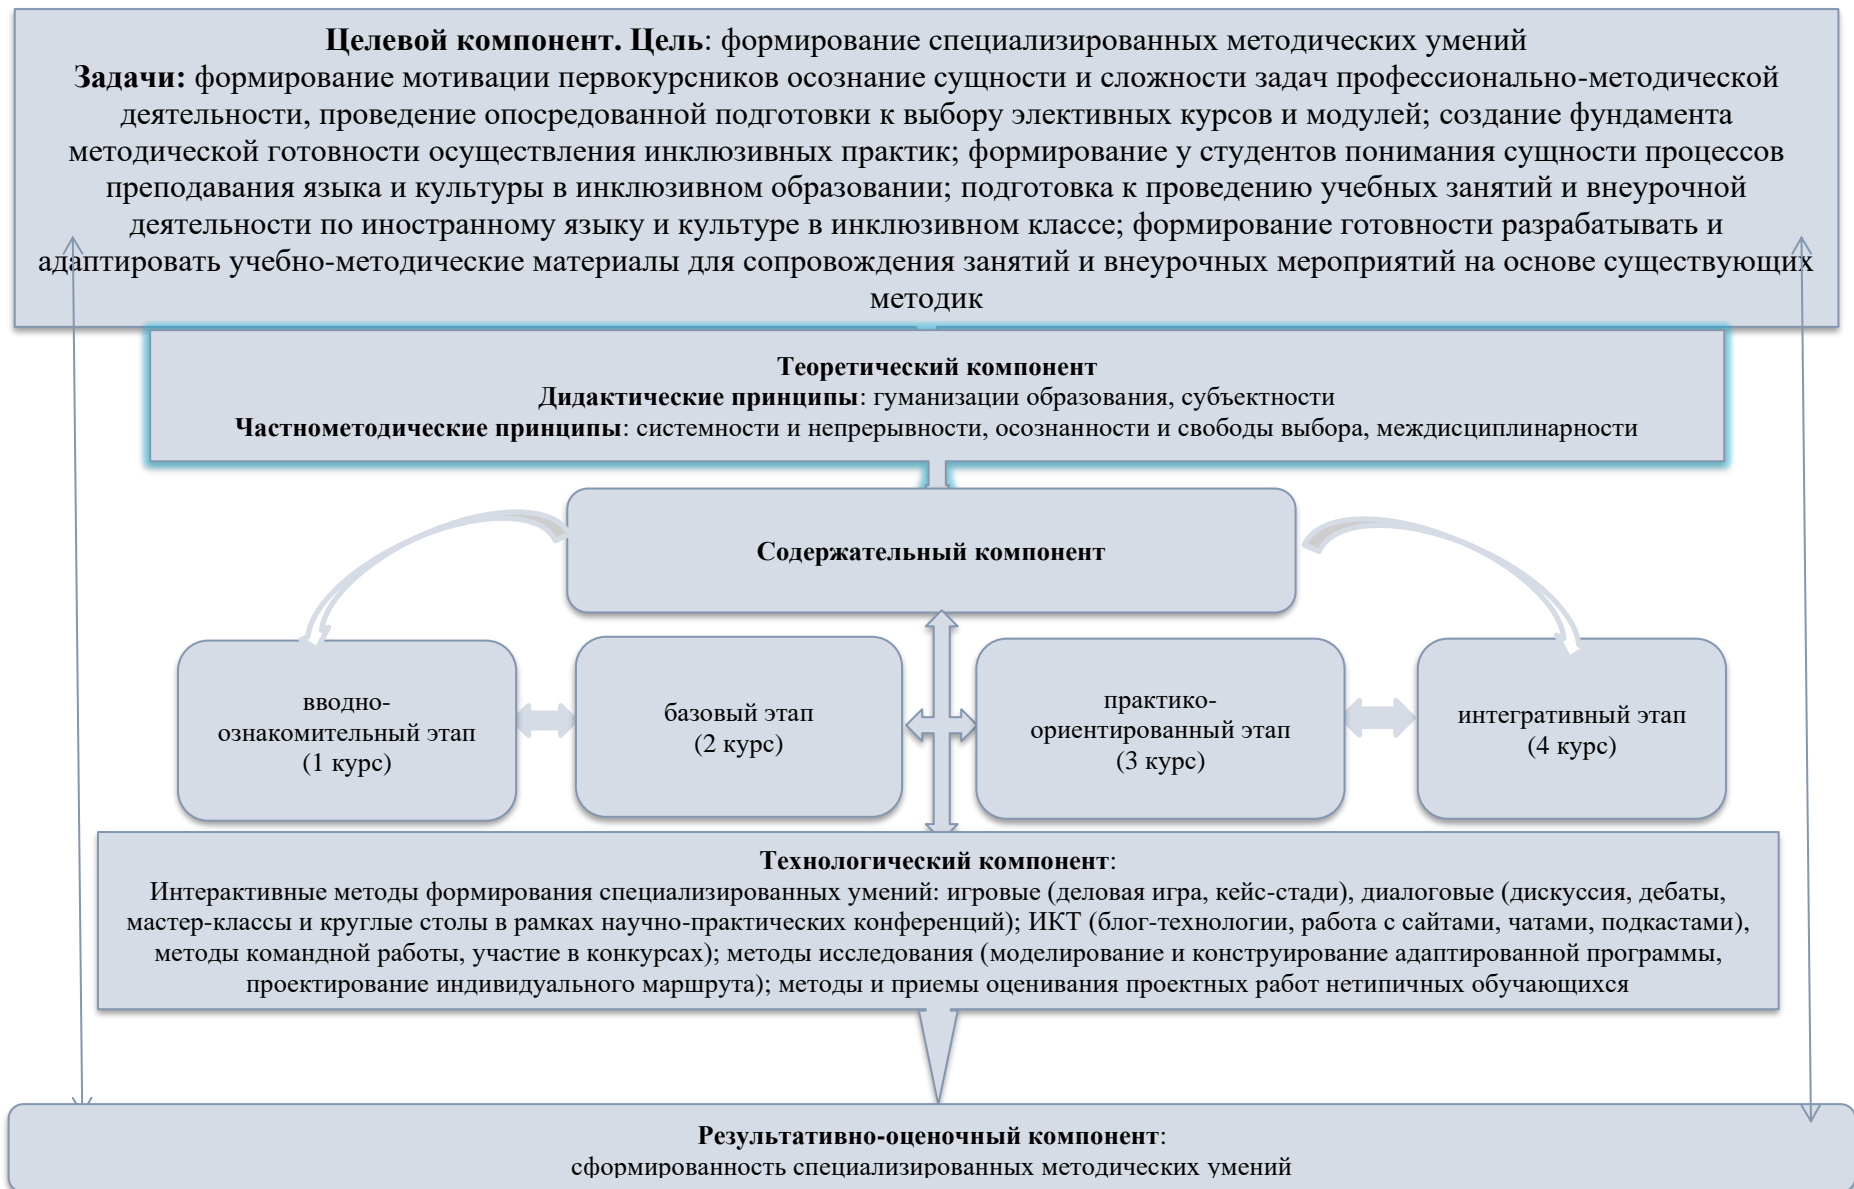 Целевой компонент. Цель: формирование специализированных методических умений
Задачи: формирование мотивации первокурсников осознание сущности и сложности задач профессионально-методической
деятельности, проведение опосредованной подготовки к выбору элективных курсов и модулей; создание фундамента
методической готовности осуществления инклюзивных практик; формирование у студентов понимания сущности процессов
преподавания языка и культуры в инклюзивном образовании; подготовка к проведению учебных занятий и внеурочной
деятельности по иностранному языку и культуре в инклюзивном классе; формирование готовности разрабатывать и
адаптировать учебно-методические материалы для сопровождения занятий и внеурочных мероприятий на основе существующих
методик
Теоретический компонент
Дидактические принципы: гуманизации образования, субъектности
Частнометодические принципы: системности и непрерывности, осознанности и свободы выбора, междисциплинарности
Содержательный компонент
вводно-
ознакомительный этап
(1 курс)
базовый этап
(2 курс)
практико-
ориентированный этап
(3 курс)
интегративный этап
(4 курс)
Технологический компонент:
Интерактивные методы формирования специализированных умений: игровые (деловая игра, кейс-стади), диалоговые (дискуссия, дебаты,
мастер-классы и круглые столы в рамках научно-практических конференций); ИКТ (блог-технологии, работа с сайтами, чатами, подкастами),
методы командной работы, участие в конкурсах); методы исследования (моделирование и конструирование адаптированной программы,
проектирование индивидуального маршрута); методы и приемы оценивания проектных работ нетипичных обучающихся
Результативно-оценочный компонент:
сформированность специализированных методических умений